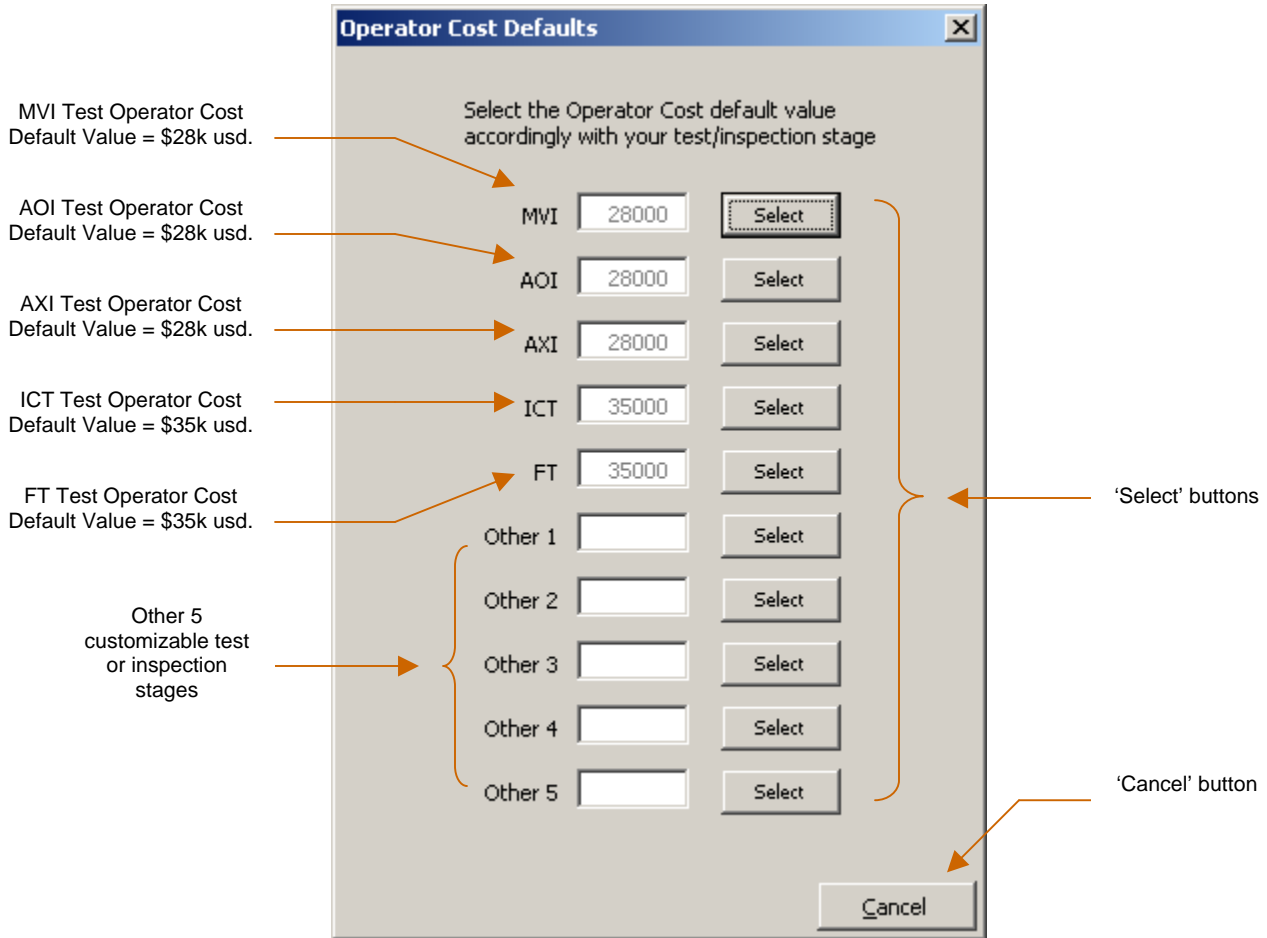 Operator Cost Defaults
Select the Operator Cost default value
accordingly with your test/inspection stage
MVI Test Operator Cost
Default Value = $28k usd.
AOI Test Operator Cost
Default Value = $28k usd.
AXI Test Operator Cost
Default Value = $28k usd.
ICT Test Operator Cost
Default Value = $35k usd.
FT Test Operator Cost
Default Value = $35k usd.
Other 5
customizable test
or inspection
stages
MVI 28000 Select
AOI 28000 Select
AXI 28000 Select
ICT 35000 Select
FT 35000 Select
Other 1 Select
Other 2 Select
Other 3 Select
Other 4 Select
Other 5 Select
Cancel
‘Select’ buttons
‘Cancel’ button